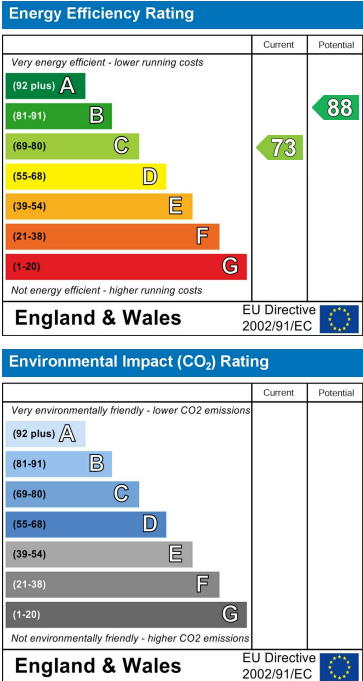 Energy Efficiency Rating
Current Potential
Very energy efficient - lower running costs
(92 plus) A
(81-91) B
88
(69-80) C
73
(55-68) D
(39-54) E
(21-38) F
(1-20) G
Not energy efficient - higher running costs
England & Wales
EU Directive
2002/91/EC
Environmental Impact (CO₂) Rating
Current Potential
Very environmentally friendly - lower CO2 emissions
(92 plus) A
(81-91) B
(69-80) C
(55-68) D
(39-54) E
(21-38) F
(1-20) G
Not environmentally friendly - higher CO2 emissions
England & Wales
EU Directive
2002/91/EC